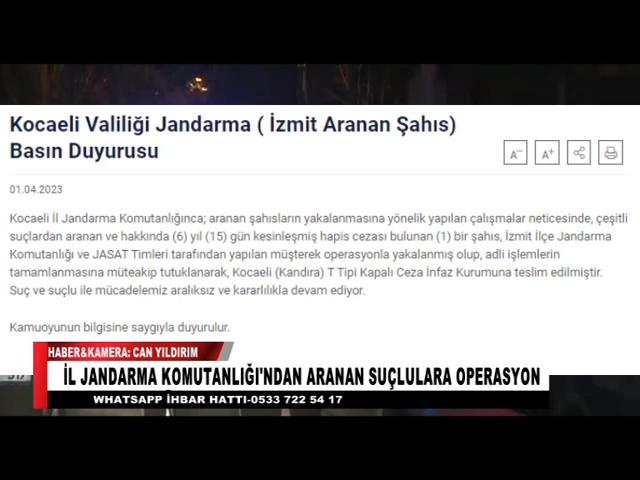 Kocaeli Valiliği Jandarma ( İzmit Aranan Şahıs)
Basın Duyurusu
A−
A+
01.04.2023
Kocaeli İl Jandarma Komutanlığınca; aranan şahısların yakalanmasına yönelik yapılan çalışmalar neticesinde, çeşitli
suçlardan aranan ve hakkında (6) yıl (15) gün kesinleşmiş hapis cezası bulunan (1) bir şahıs, İzmit İlçe Jandarma
Komutanlığı ve JASAT Timleri tarafından yapılan müşterek operasyonla yakalanmış olup, adli işlemlerin
tamamlanmasına müteakip tutuklanarak, Kocaeli (Kandıra) T Tipi Kapalı Ceza İnfaz Kurumuna teslim edilmiştir.
Suç ve suçlu ile mücadelemiz aralıksız ve kararlılıkla devam ediyor.
Kamuoyunun bilgisine saygıyla duyurulur.
HABER&KAMERA: CAN YILDIRIM
İL JANDARMA KOMUTANLIĞI'NDAN ARANAN SUÇLULARA OPERASYON
WHATSAPP İHBAR HATTI-0533 722 54 17